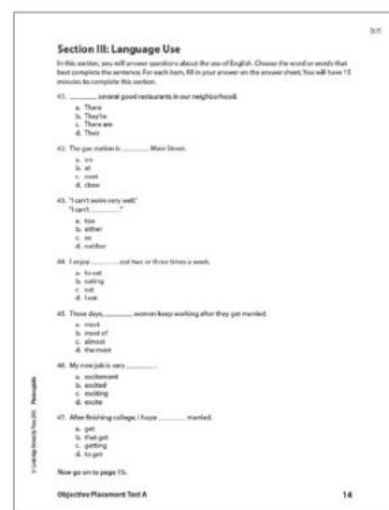 Section III: Language Use
In this section, you will answer questions about the use of English. Choose the word or words that
best complete the sentence. For each item, fill in your answer on the answer sheet. You will have 15
minutes to complete this section.
41. ________ several good restaurants in our neighborhood.
a. There
b. They're
c. There are
d. Their
42. The gas station is ________ Main Street.
a. on
b. at
c. next
d. close
43. "I can't swim very well."
"I can't ________."
a. too
b. either
c. so
d. neither
44. I enjoy ________ out two or three times a week.
a. to eat
b. eating
c. eat
d. I eat
45. These days, ________ women keep working after they get married.
a. most
b. most of
c. almost
d. the most
46. My new job is very ________.
a. excitement
b. excited
c. exciting
d. excite
47. After finishing college, I hope ________ married.
a. get
b. that get
c. getting
d. to get
Now go on to page 15.
Objective Placement Test A 14
© Cambridge University Press Photocopiable